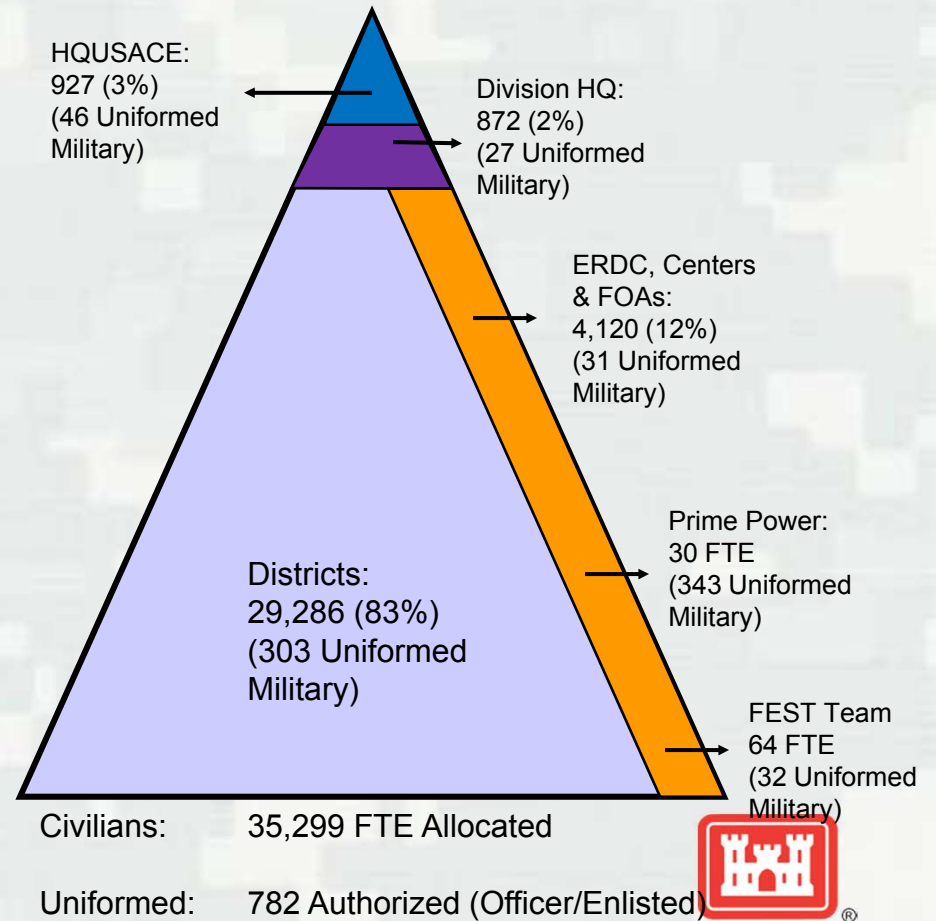 HQUSACE:
927 (3%)
(46 Uniformed
Military)
Division HQ:
872 (2%)
(27 Uniformed
Military)
ERDC, Centers
& FOAs:
4,120 (12%)
(31 Uniformed
Military)
Prime Power:
30 FTE
(343 Uniformed
Military)
Districts:
29,286 (83%)
(303 Uniformed
Military)
FEST Team
64 FTE
(32 Uniformed
Military)
Civilians: 35,299 FTE Allocated
Uniformed: 782 Authorized (Officer/Enlisted)
®